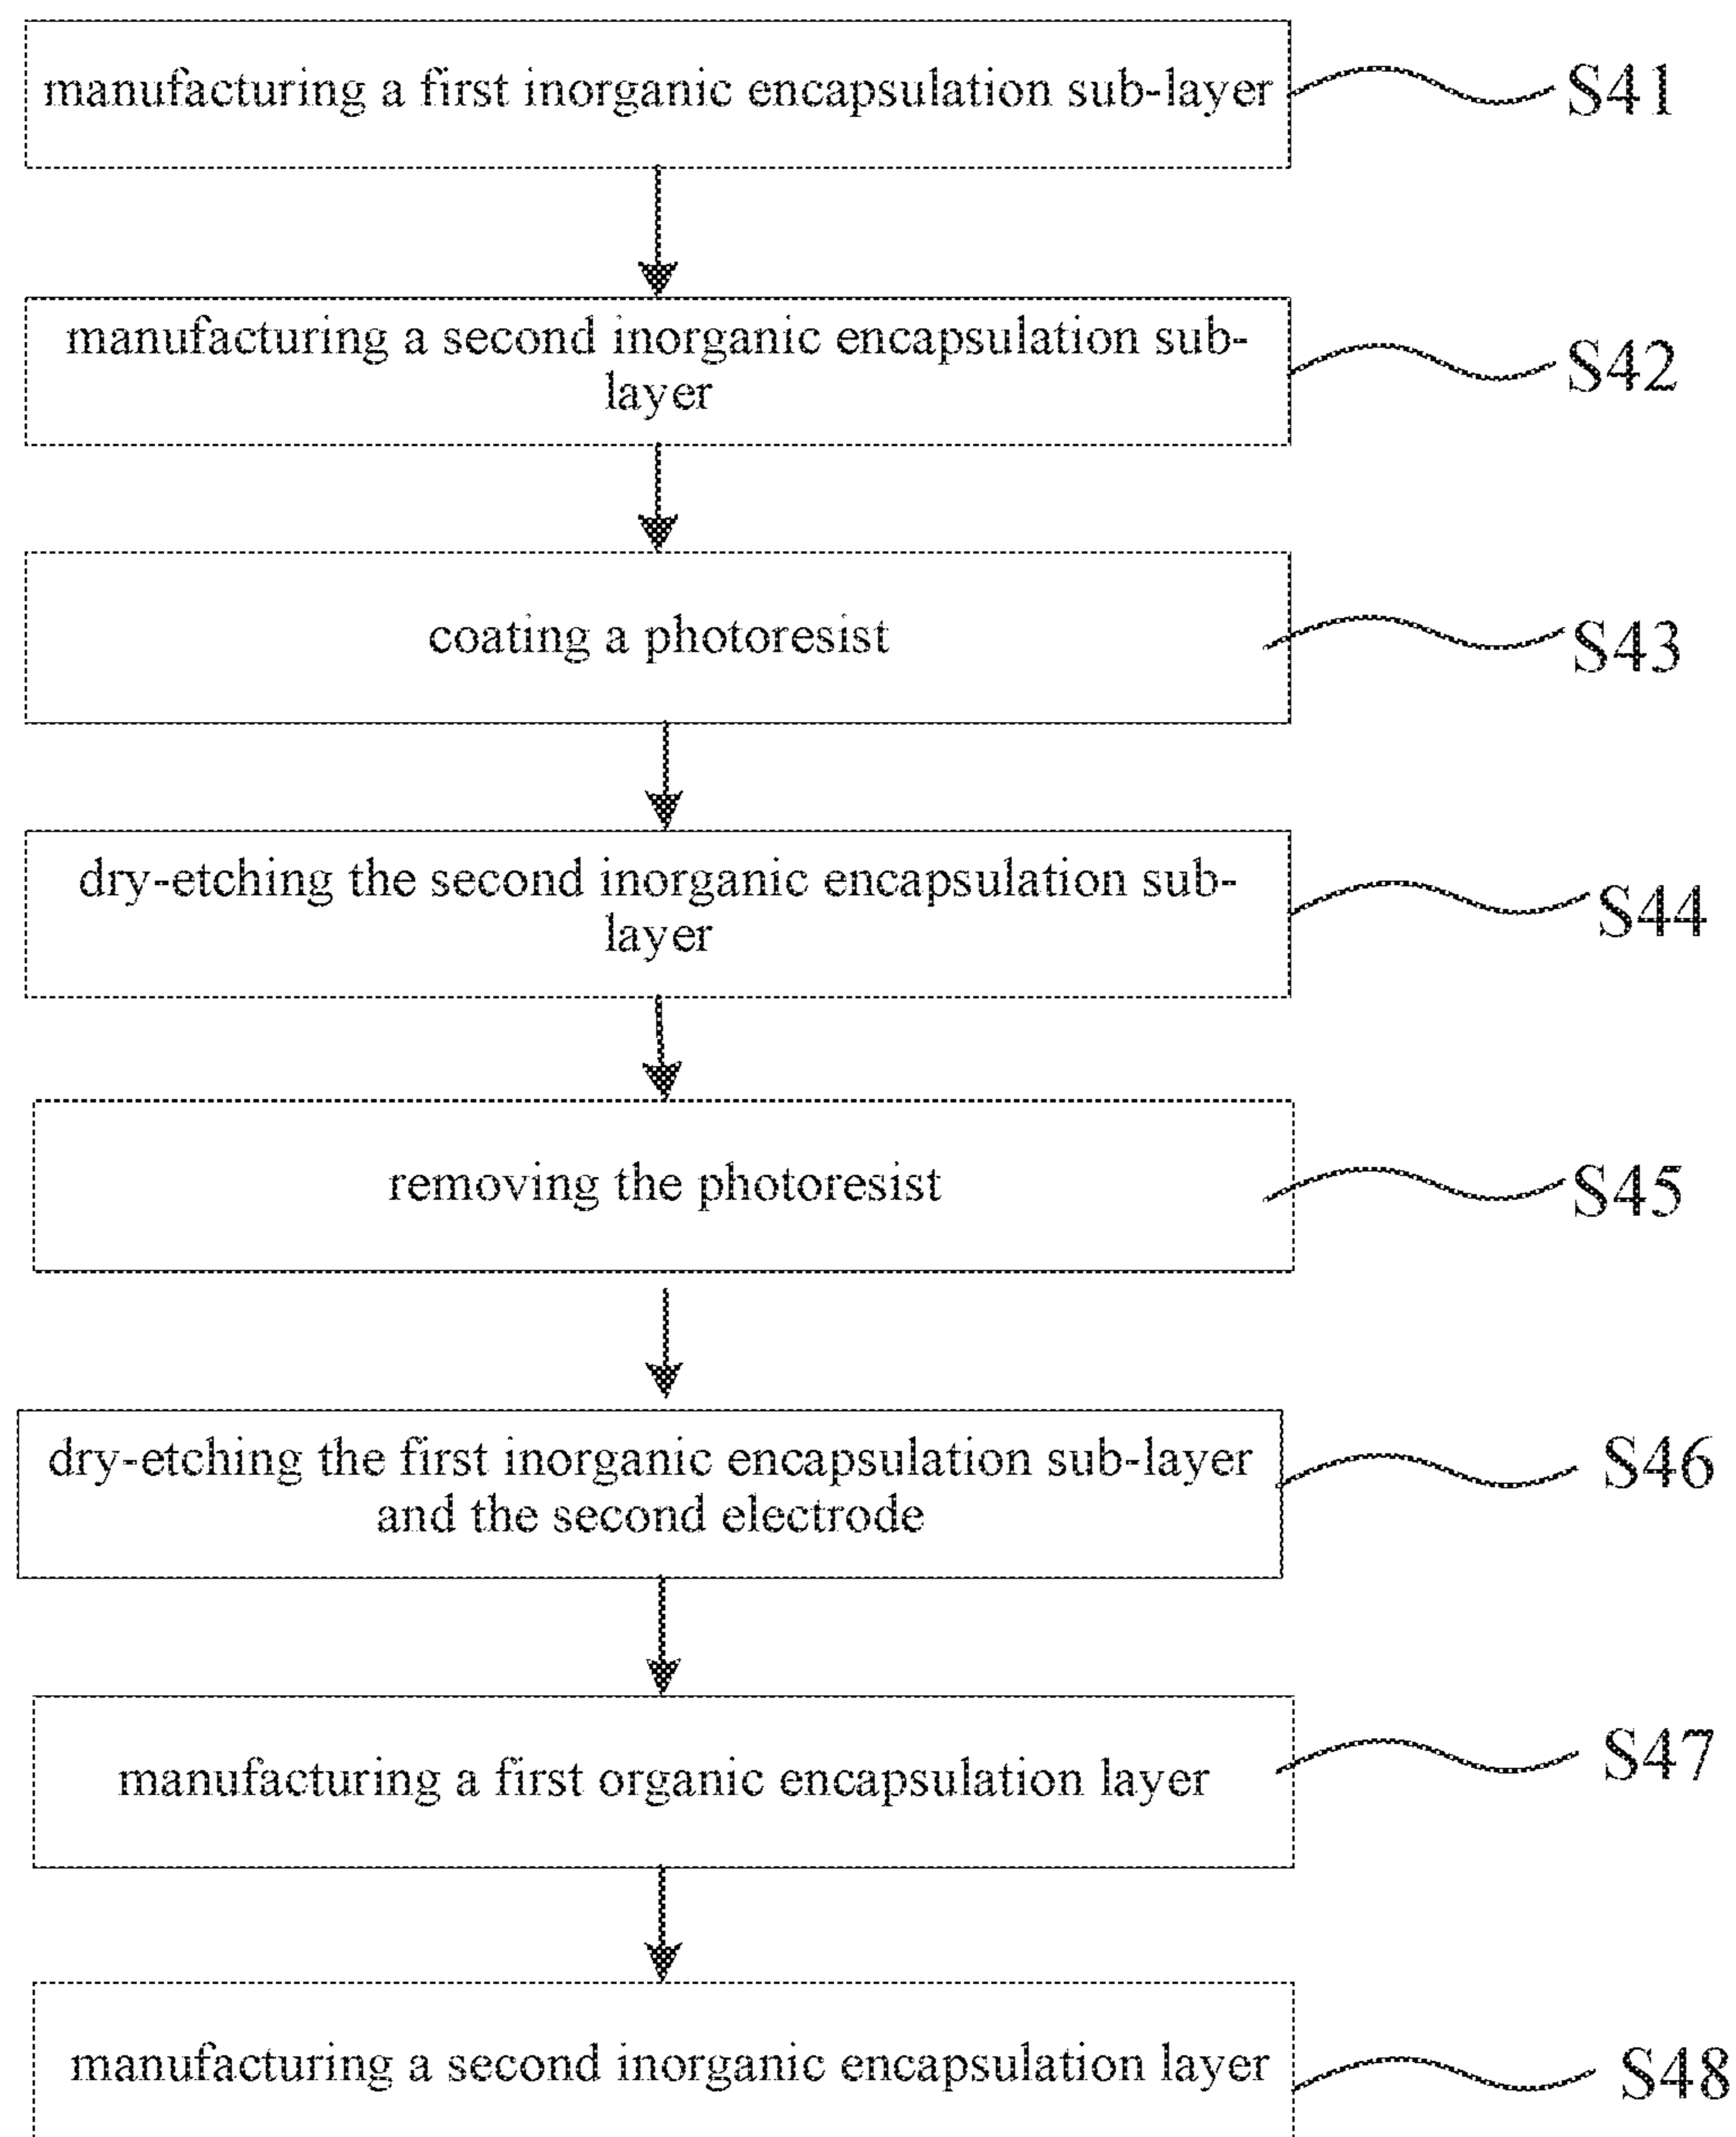 manufacturing a first inorganic encapsulation sub-layer
S41
manufacturing a second inorganic encapsulation sub-
layer
S42
coating a photoresist
S43
dry-etching the second inorganic encapsulation sub-
layer
S44
removing the photoresist
S45
dry-etching the first inorganic encapsulation sub-layer
and the second electrode
S46
manufacturing a first organic encapsulation layer
S47
manufacturing a second inorganic encapsulation layer
S48